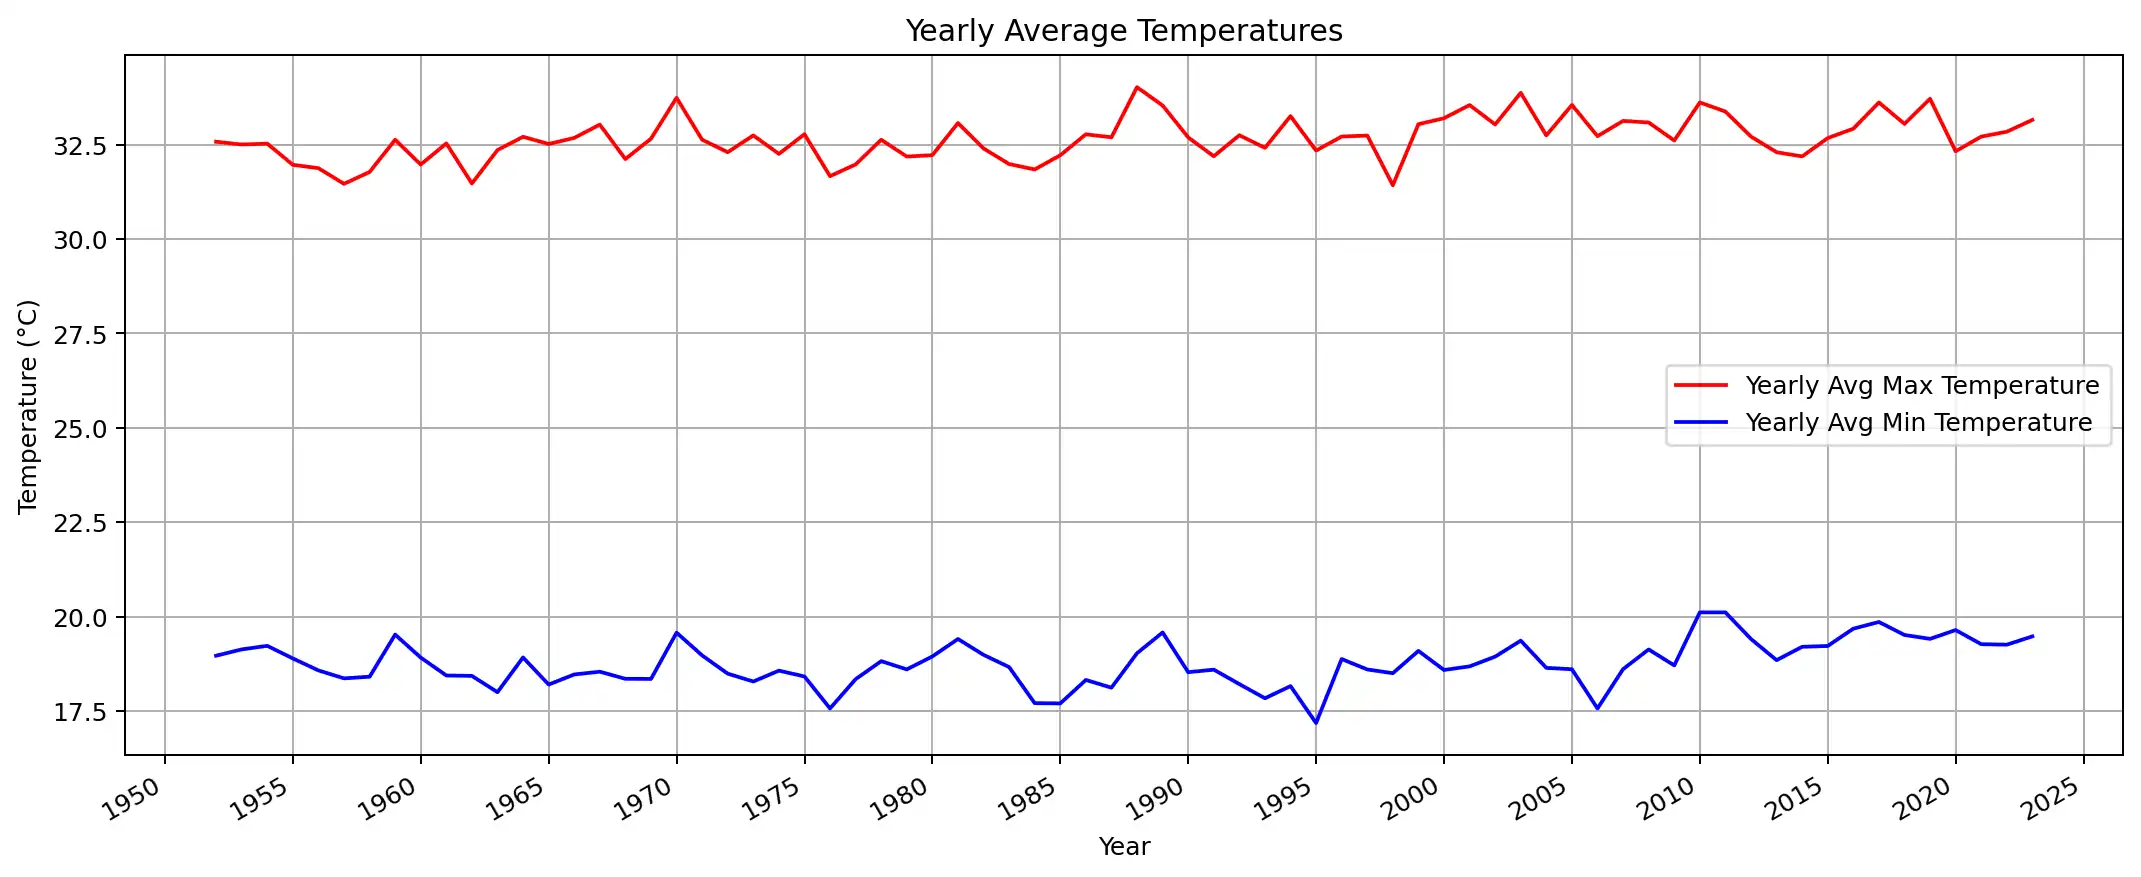 Yearly Average Temperatures
Temperature (°C)
32.5
30.0
27.5
25.0
22.5
20.0
17.5
Yearly Avg Max Temperature
Yearly Avg Min Temperature
1950 1955 1960 1965 1970 1975 1980 1985 1990 1995 2000 2005 2010 2015 2020 2025
Year